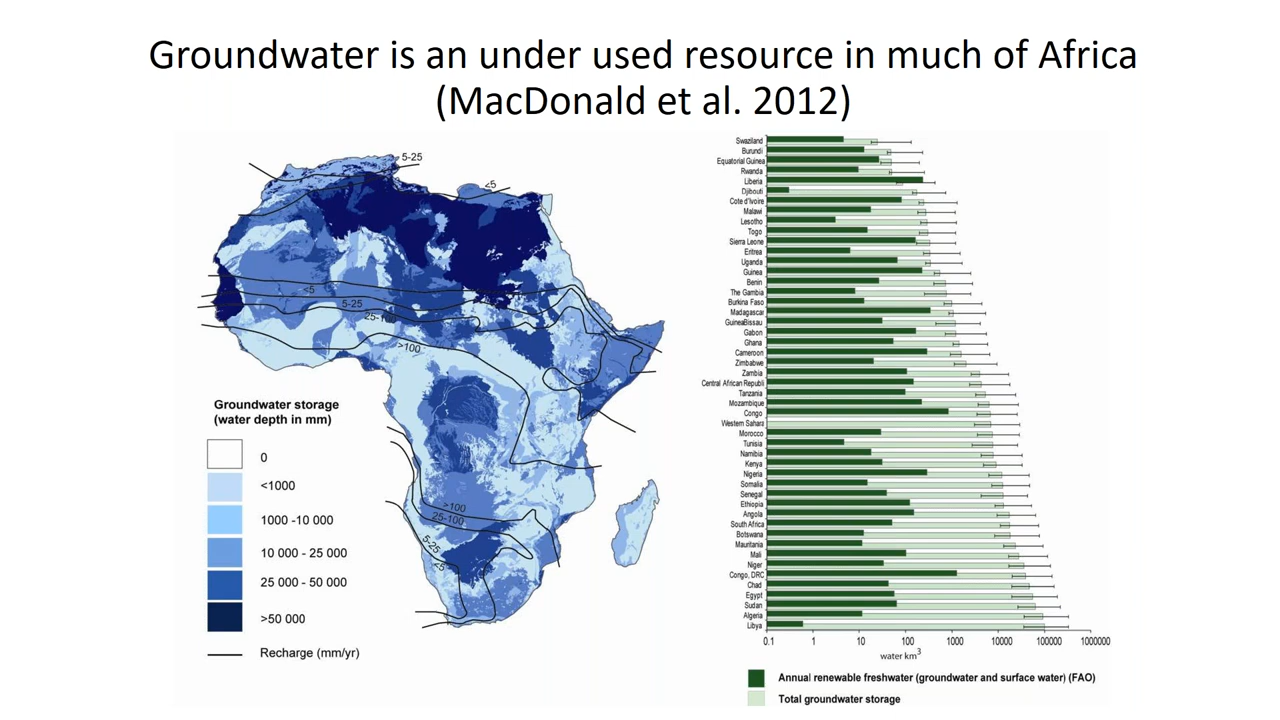 Groundwater is an under used resource in much of Africa
(MacDonald et al. 2012)
5-25
<5
<5
5-25
25-100
>100
>100
25-100
5-25
<5
Groundwater storage
(water depth in mm)
0
<1000
1000 -10 000
10 000 - 25 000
25 000 - 50 000
>50 000
Recharge (mm/yr)
Swaziland
Burundi
Equatorial Guinea
Rwanda
Liberia
Djibouti
Cote d'Ivoire
Malawi
Lesotho
Togo
Sierra Leone
Eritrea
Uganda
Guinea
Benin
The Gambia
Burkina Faso
Madagascar
GuineaBissau
Gabon
Ghana
Cameroon
Zimbabwe
Zambia
Central African Republi
Tanzania
Mozambique
Congo
Western Sahara
Morocco
Tunisia
Namibia
Kenya
Nigeria
Somalia
Senegal
Ethiopia
Angola
South Africa
Botswana
Mauritania
Mali
Niger
Congo, DRC
Chad
Egypt
Sudan
Algeria
Libya
0.1 1 10 100 1000 10000 100000 1000000
water km3
Annual renewable freshwater (groundwater and surface water) (FAO)
Total groundwater storage